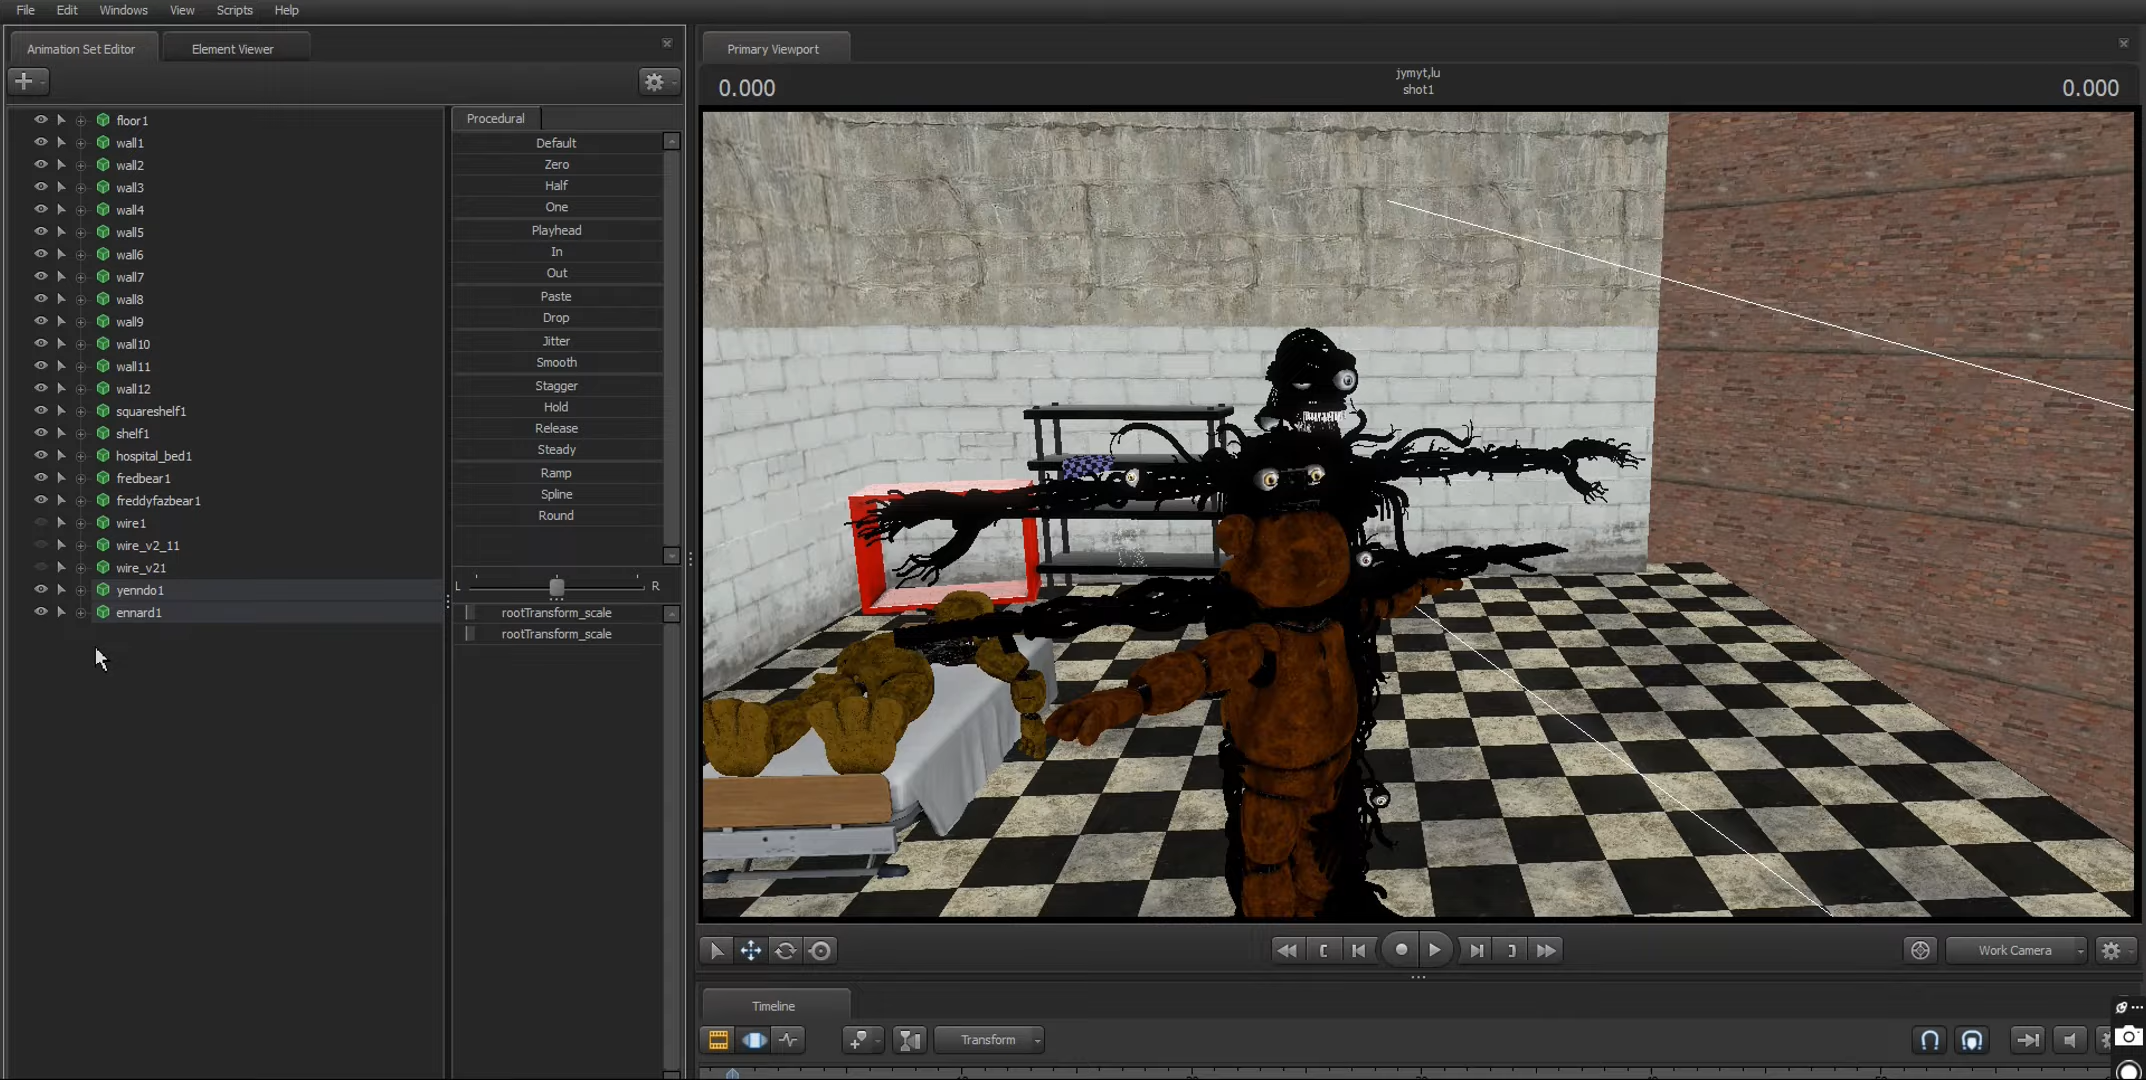 File Edit Windows View Scripts Help
Animation Set Editor Element Viewer
Primary Viewport
0.000 jymyt,lu 0.000
shot1
floor1
wall1
wall2
wall3
wall4
wall5
wall6
wall7
wall8
wall9
wall10
wall11
wall12
squareshelf1
shelf1
hospital_bed1
fredbear1
freddyfazbear1
wire1
wire_v2_11
wire_v21
yenndo1
ennard1
Procedural
Default
Zero
Half
One
Playhead
In
Out
Paste
Drop
Jitter
Smooth
Stagger
Hold
Release
Steady
Ramp
Spline
Round
L R
rootTransform_scale
rootTransform_scale
Work Camera
Timeline
Transform